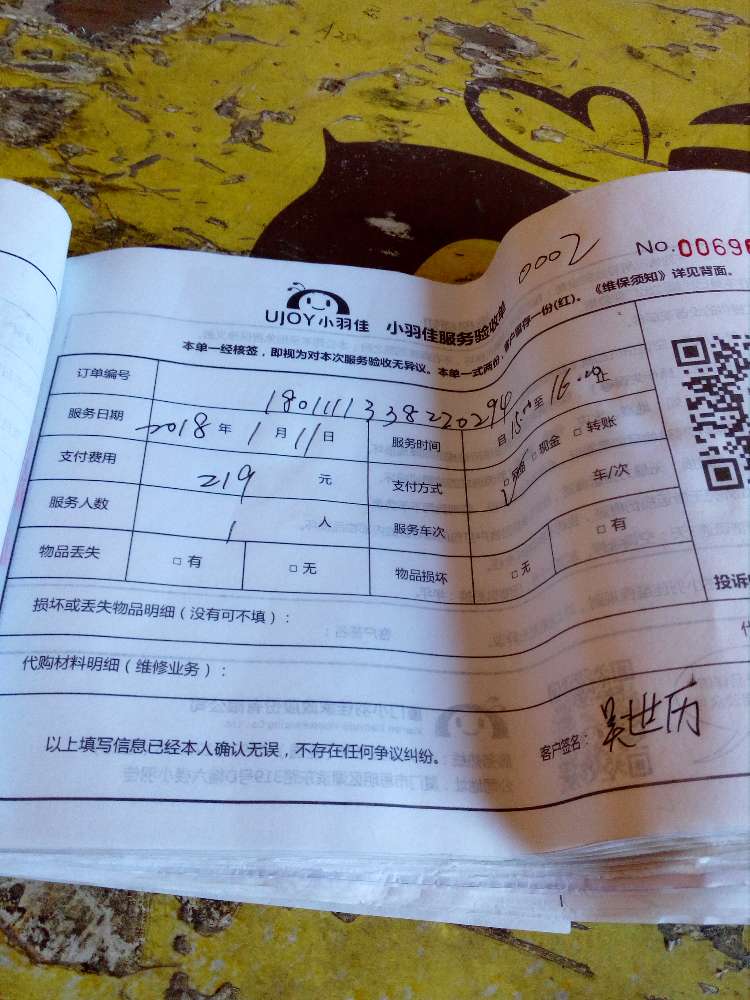 0002
No.0069
UJOY小羽佳 小羽佳服务验收单
本单一经核签，即视为对本次服务验收无异议。本单一式两份，客户留存一份(红)。《维保须知》详见背面。
订单编号 1801111338220294
服务日期 2018年1月11日 服务时间 自15:00至16:00止
支付费用 219元 支付方式 现金 转账
服务人数 1人 服务车次 车/次
物品丢失 □有 □无 物品损坏 □无 □有
损坏或丢失物品明细（没有可不填）：
投诉
代购材料明细（维修业务）：
以上填写信息已经本人确认无误，不存在任何争议纠纷。 客户签名：吴世历